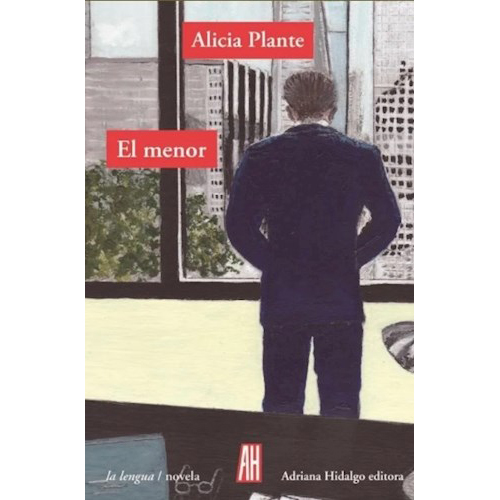 Alicia Plante
El menor
la lengua / novela
AH
Adriana Hidalgo editora